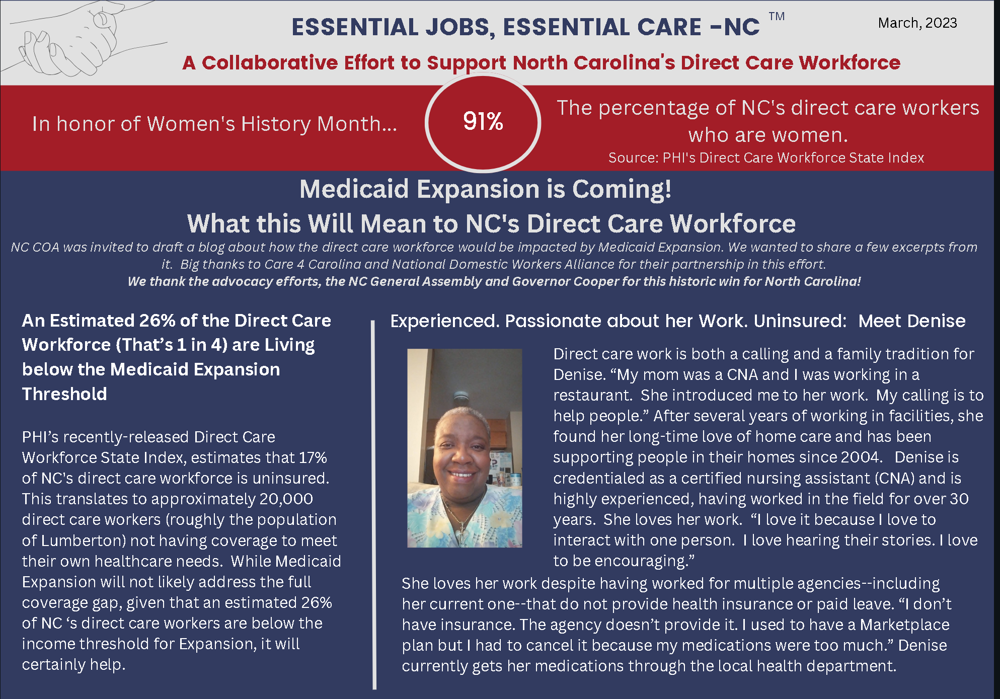 ESSENTIAL JOBS, ESSENTIAL CARE -NC ™
March, 2023
A Collaborative Effort to Support North Carolina's Direct Care Workforce
In honor of Women's History Month...
91%
The percentage of NC's direct care workers
who are women.
Source: PHI's Direct Care Workforce State Index
Medicaid Expansion is Coming!
What this Will Mean to NC's Direct Care Workforce
NC COA was invited to draft a blog about how the direct care workforce would be impacted by Medicaid Expansion. We wanted to share a few excerpts from
it.  Big thanks to Care 4 Carolina and National Domestic Workers Alliance for their partnership in this effort.
We thank the advocacy efforts, the NC General Assembly and Governor Cooper for this historic win for North Carolina!
An Estimated 26% of the Direct Care
Workforce (That’s 1 in 4) are Living
below the Medicaid Expansion
Threshold
PHI’s recently-released Direct Care
Workforce State Index, estimates that 17%
of NC's direct care workforce is uninsured.
This translates to approximately 20,000
direct care workers (roughly the population
of Lumberton) not having coverage to meet
their own healthcare needs.  While Medicaid
Expansion will not likely address the full
coverage gap, given that an estimated 26%
of NC ‘s direct care workers are below the
income threshold for Expansion, it will
certainly help.
Experienced. Passionate about her Work. Uninsured:  Meet Denise
Direct care work is both a calling and a family tradition for
Denise. “My mom was a CNA and I was working in a
restaurant.  She introduced me to her work.  My calling is to
help people.” After several years of working in facilities, she
found her long-time love of home care and has been
supporting people in their homes since 2004.   Denise is
credentialed as a certified nursing assistant (CNA) and is
highly experienced, having worked in the field for over 30
years.  She loves her work.  “I love it because I love to
interact with one person.  I love hearing their stories. I love
to be encouraging.”
She loves her work despite having worked for multiple agencies--including
her current one--that do not provide health insurance or paid leave. “I don’t
have insurance. The agency doesn’t provide it. I used to have a Marketplace
plan but I had to cancel it because my medications were too much.” Denise
currently gets her medications through the local health department.